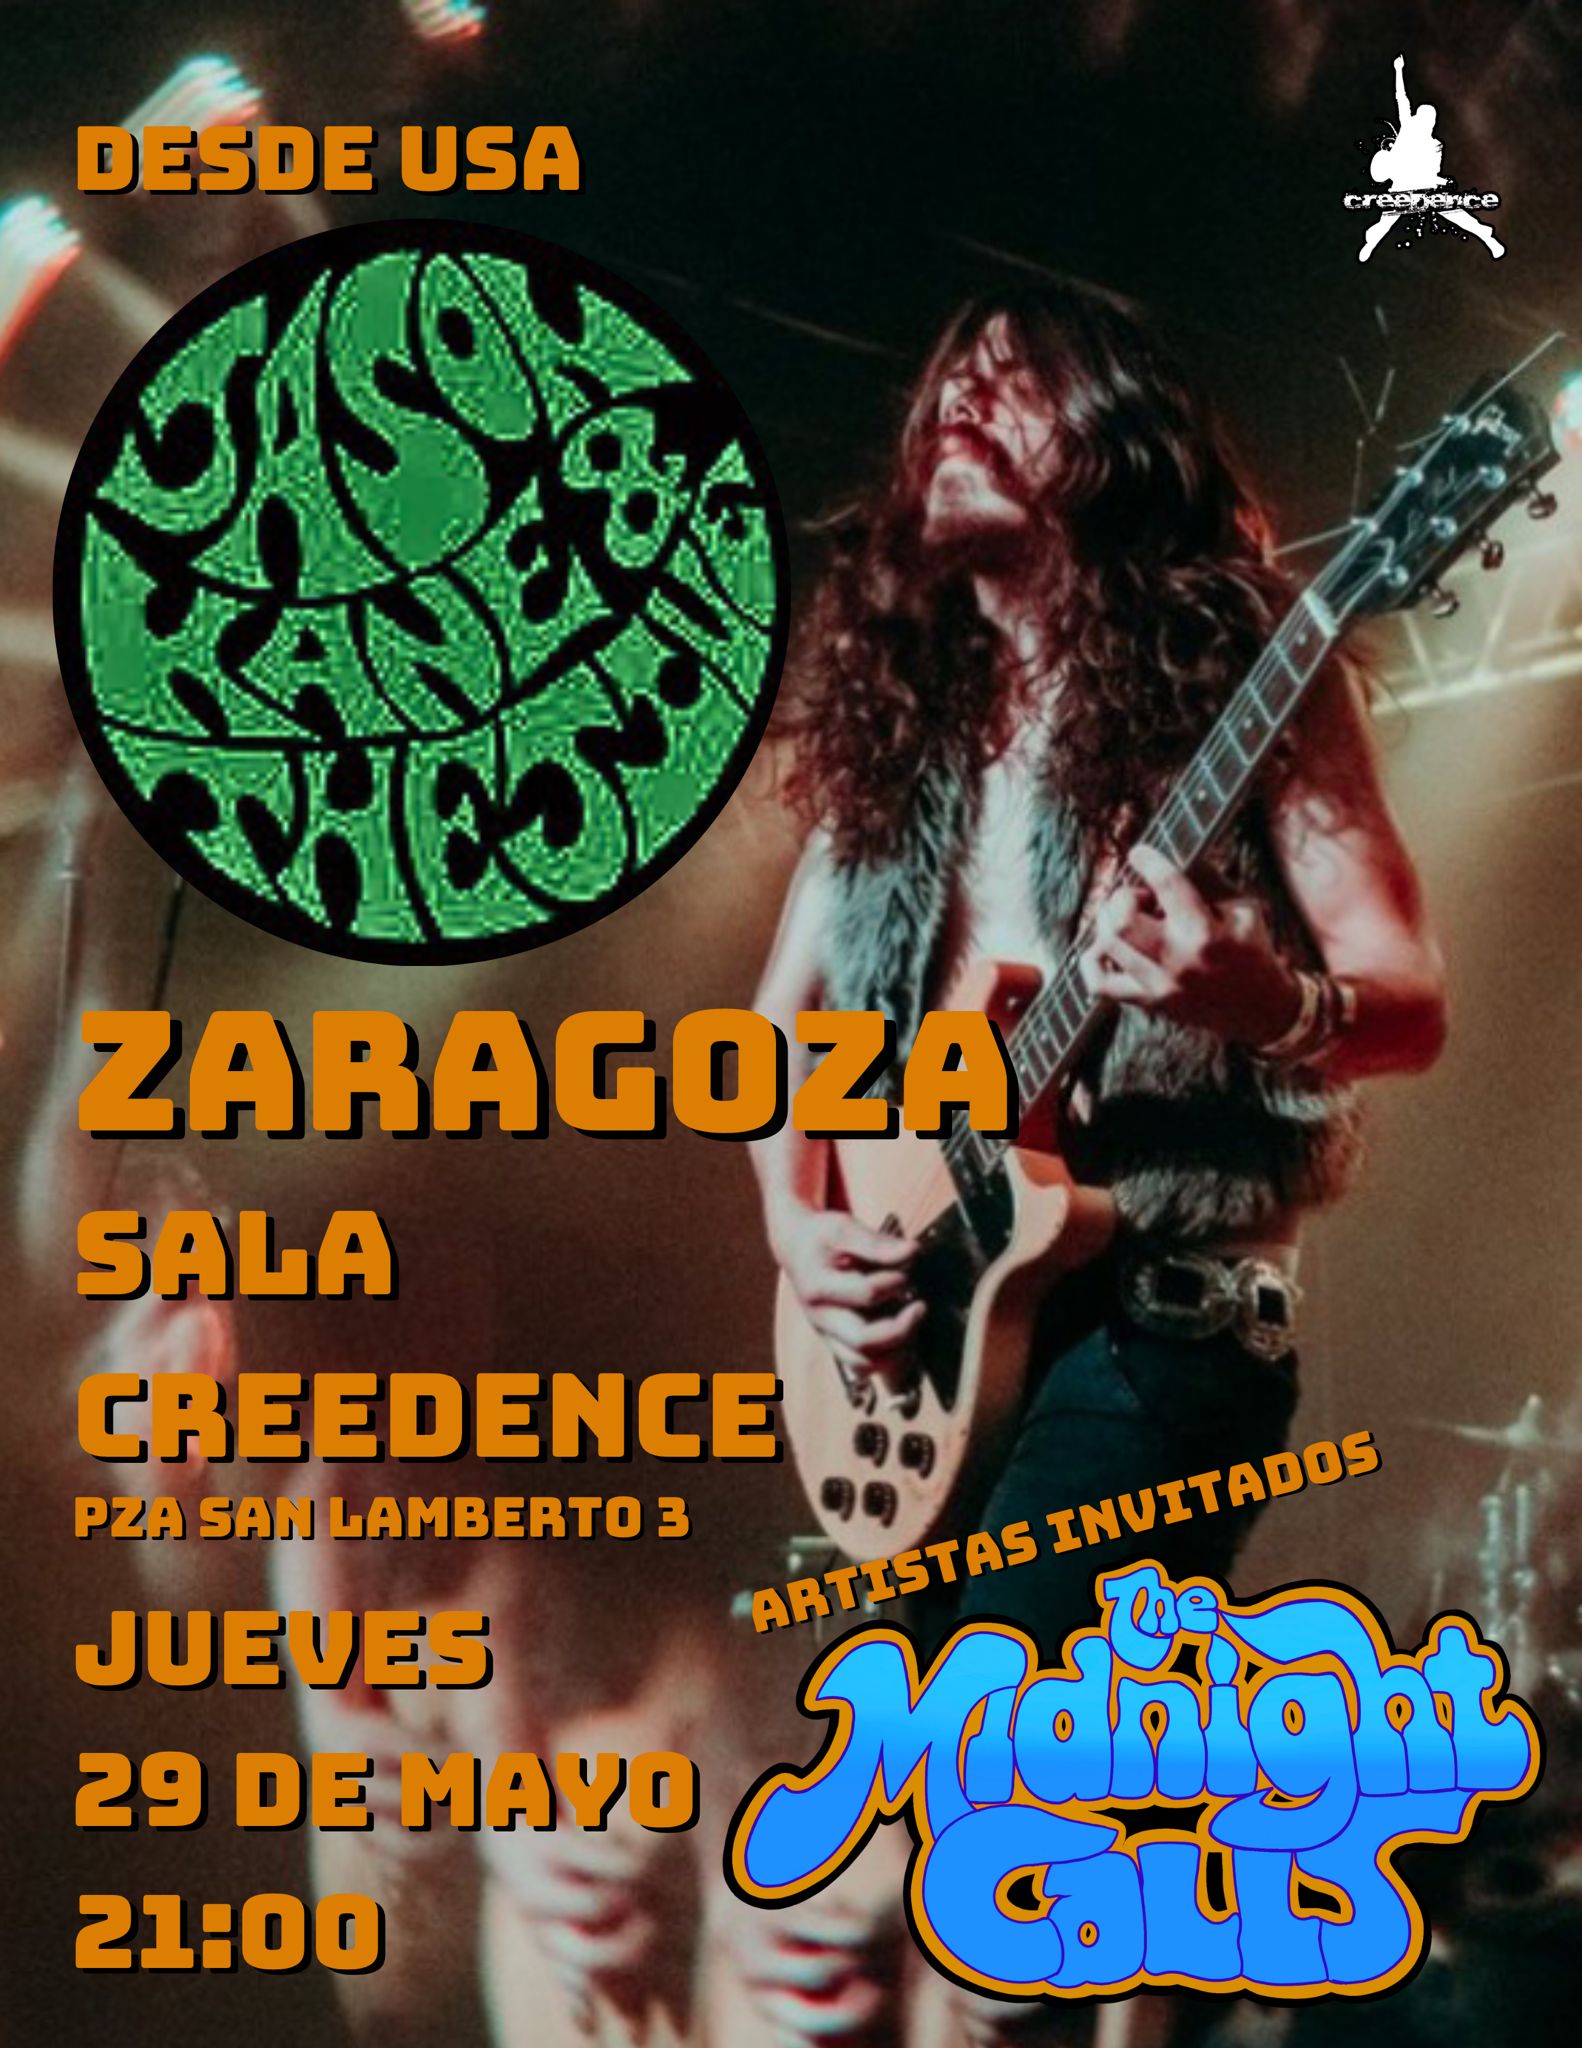 DESDE USA
creedence
JASON
KANE &
THE JIVE
ZARAGOZA
SALA
CREEDENCE
PZA SAN LAMBERTO 3
JUEVES
29 DE MAYO
21:00
ARTISTAS INVITADOS
The
Midnight
Calls